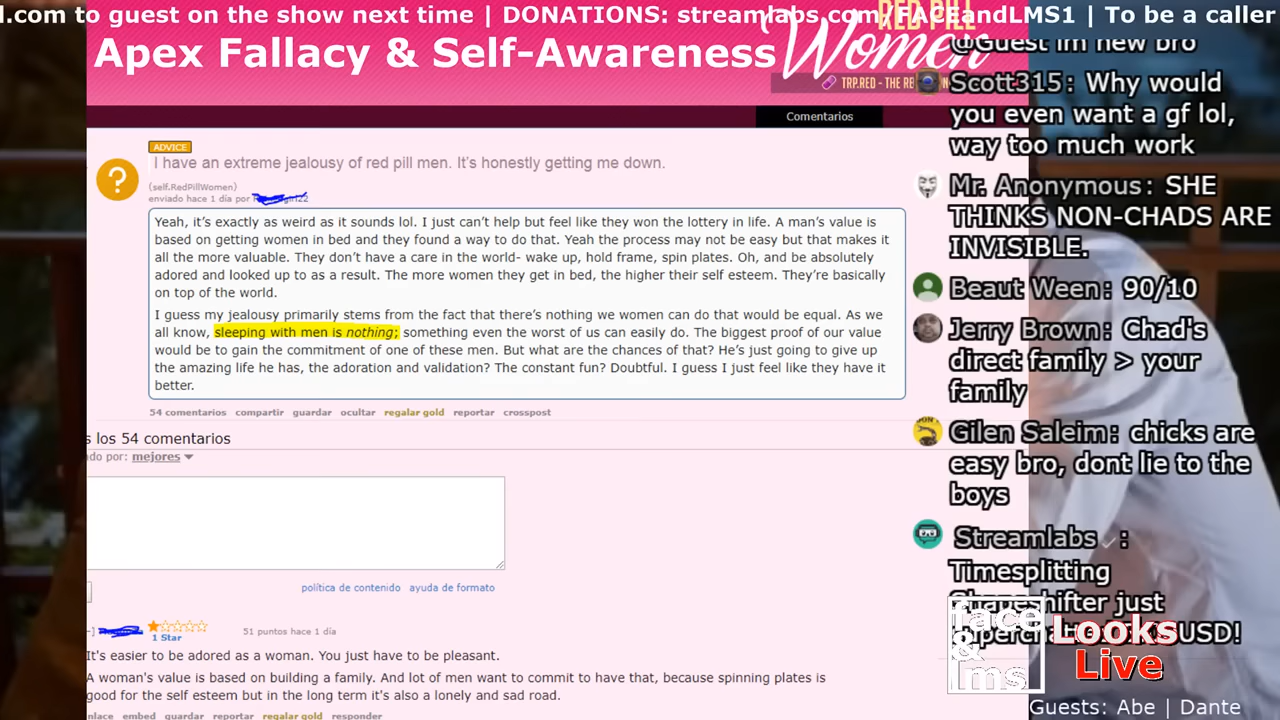 l.com to guest on the show next time | DONATIONS: streamlabs.com/FACEandLMS1 | To be a caller
RED PILL
Women
Apex Fallacy & Self-Awareness
TRP.RED - THE RE
Comentarios
ADVICE
I have an extreme jealousy of red pill men. It's honestly getting me down.
(self.RedPillWomen)
enviado hace 1 día por
Yeah, it's exactly as weird as it sounds lol. I just can't help but feel like they won the lottery in life. A man's value is
based on getting women in bed and they found a way to do that. Yeah the process may not be easy but that makes it
all the more valuable. They don't have a care in the world- wake up, hold frame, spin plates. Oh, and be absolutely
adored and looked up to as a result. The more women they get in bed, the higher their self esteem. They're basically
on top of the world.
I guess my jealousy primarily stems from the fact that there's nothing we women can do that would be equal. As we
all know, sleeping with men is nothing; something even the worst of us can easily do. The biggest proof of our value
would be to gain the commitment of one of these men. But what are the chances of that? He's just going to give up
the amazing life he has, the adoration and validation? The constant fun? Doubtful. I guess I just feel like they have it
better.
54 comentarios compartir guardar ocultar regalar gold reportar crosspost
s los 54 comentarios
do por: mejores
política de contenido ayuda de formato
1 Star
51 puntos hace 1 día
It's easier to be adored as a woman. You just have to be pleasant.
A woman's value is based on building a family. And lot of men want to commit to have that, because spinning plates is
good for the self esteem but in the long term it's also a lonely and sad road.
nlace embed guardar reportar regalar gold responder
@Guest im new bro
Scott315: Why would
you even want a gf lol,
way too much work
Mr. Anonymous: SHE
THINKS NON-CHADS ARE
INVISIBLE.
Beaut Ween: 90/10
Jerry Brown: Chad's
direct family > your
family
Gilen Saleim: chicks are
easy bro, dont lie to the
boys
Streamlabs :
Timesplitting
Shapeshifter just
USD!
face
&
lms
Looks
Live
Guests: Abe | Dante